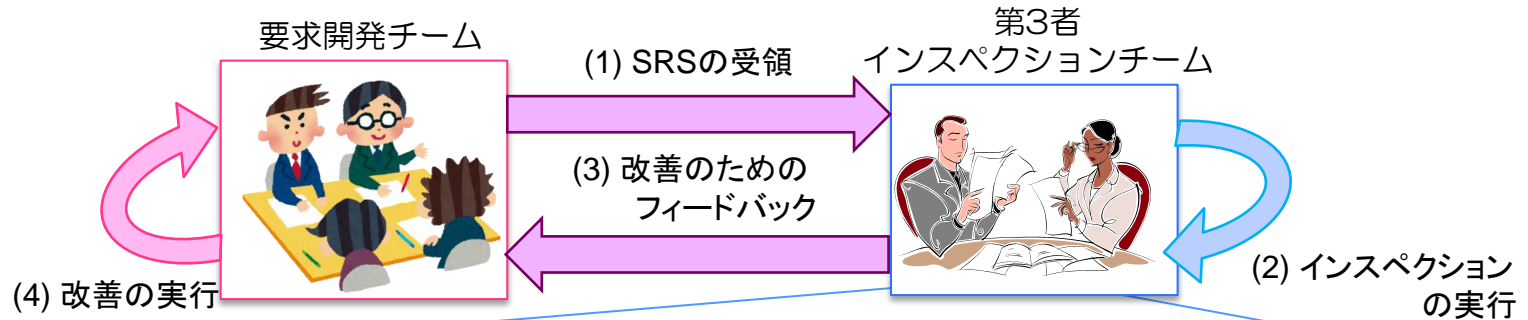 要求開発チーム
第3者
インスペクションチーム
(1) SRSの受領
(3) 改善のための
フィードバック
(4) 改善の実行
(2) インスペクション
の実行